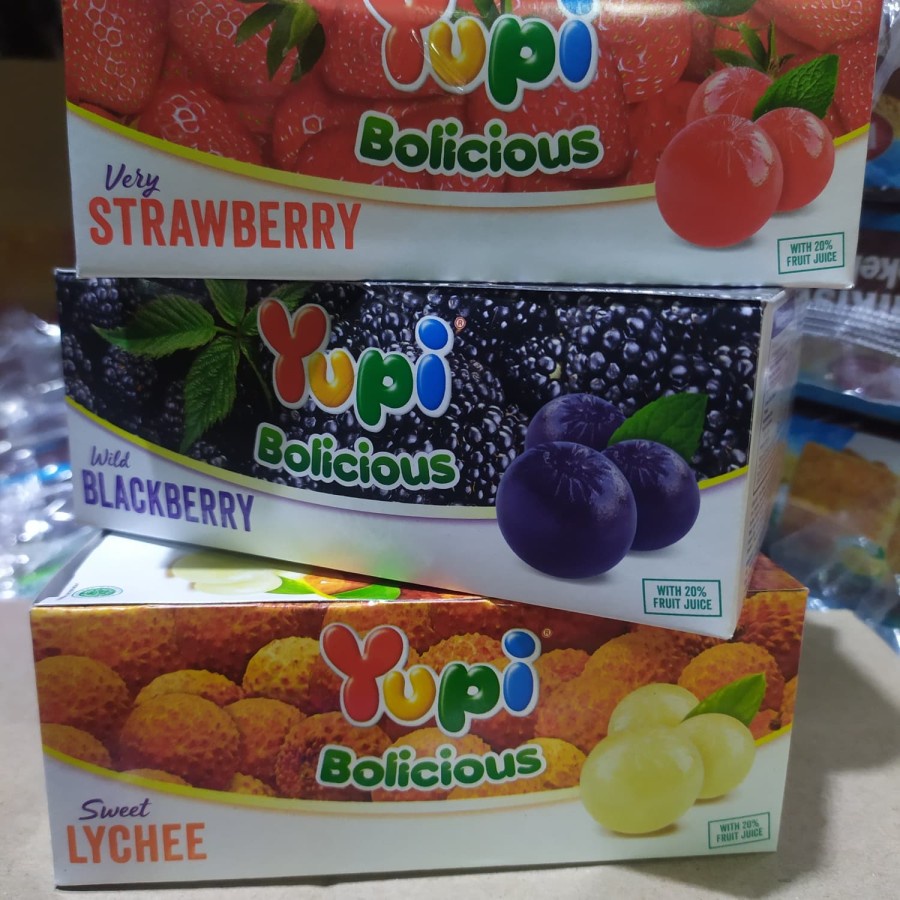 Yupi
Bolicious
Very
STRAWBERRY
WITH 20%
FRUIT JUICE
Yupi®
Bolicious
Wild
BLACKBERRY
WITH 20%
FRUIT JUICE
Yupi®
Bolicious
Sweet
LYCHEE
WITH 20%
FRUIT JUICE